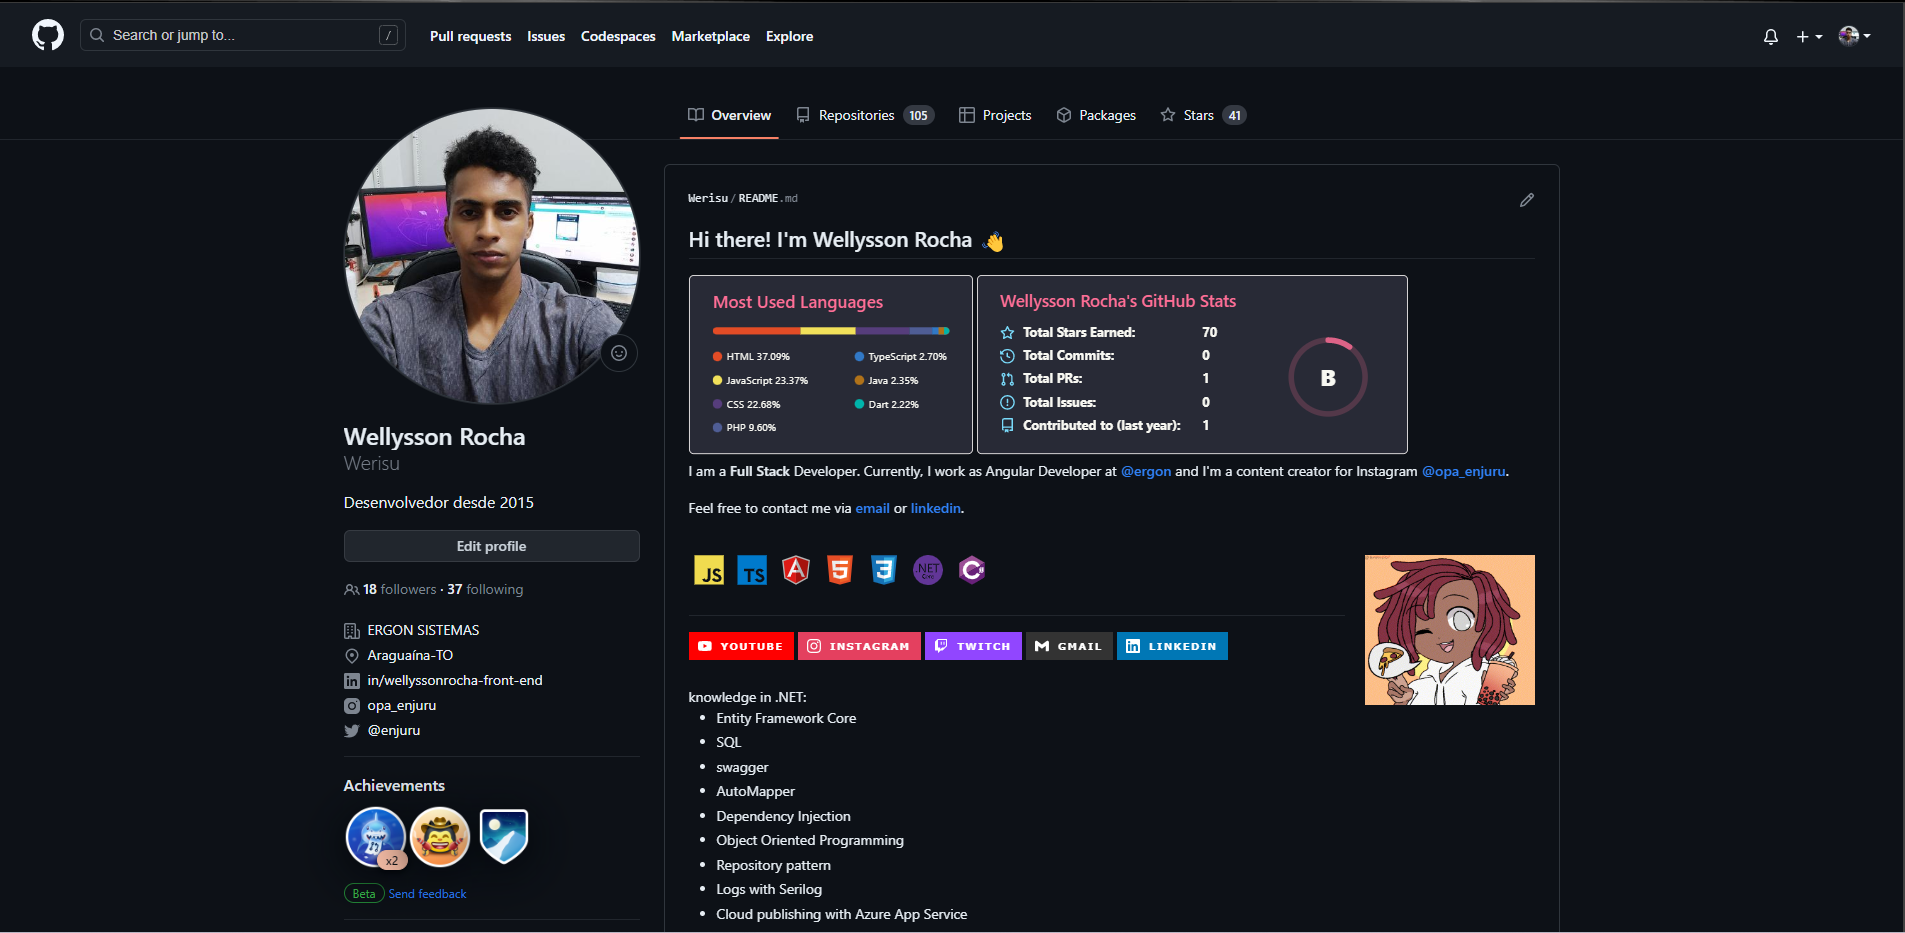 Search or jump to...
/
Pull requests
Issues
Codespaces
Marketplace
Explore
Overview
Repositories 105
Projects
Packages
Stars 41
Wellysson Rocha
Werisu
Desenvolvedor desde 2015
Edit profile
18 followers · 37 following
ERGON SISTEMAS
Araguaína-TO
in/wellyssonrocha-front-end
opa_enjuru
@enjuru
Achievements
x2
Beta Send feedback
Werisu/README.md
Hi there! I'm Wellysson Rocha
Most Used Languages
HTML 37.09%
JavaScript 23.37%
CSS 22.68%
PHP 9.60%
TypeScript 2.70%
Java 2.35%
Dart 2.22%
Wellysson Rocha's GitHub Stats
Total Stars Earned: 70
Total Commits: 0
Total PRs: 1
Total Issues: 0
Contributed to (last year): 1
B
I am a Full Stack Developer. Currently, I work as Angular Developer at @ergon and I'm a content creator for Instagram @opa_enjuru.
Feel free to contact me via email or linkedin.
JS
TS
A
5
3
.NET
Core
C#
YOUTUBE
INSTAGRAM
TWITCH
GMAIL
LINKEDIN
knowledge in .NET:
Entity Framework Core
SQL
swagger
AutoMapper
Dependency Injection
Object Oriented Programming
Repository pattern
Logs with Serilog
Cloud publishing with Azure App Service